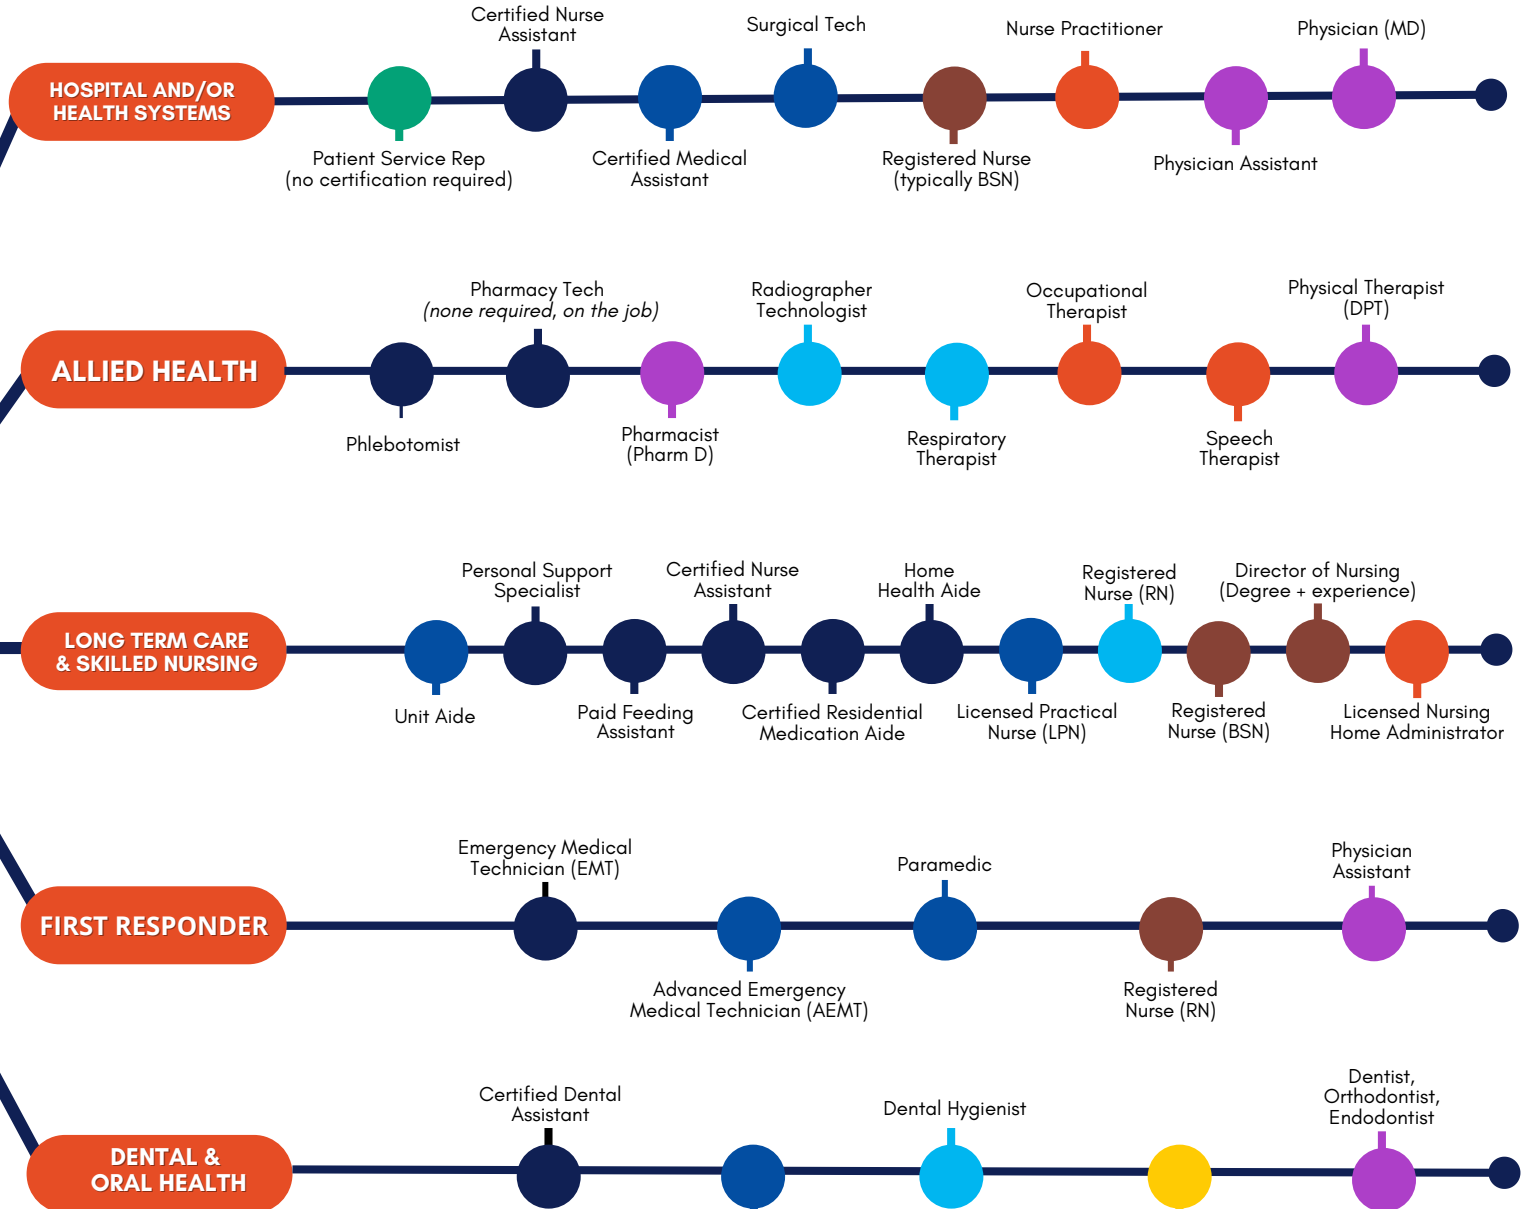 HOSPITAL AND/OR
HEALTH SYSTEMS
Certified Nurse
Assistant
Surgical Tech
Nurse Practitioner
Physician (MD)
Patient Service Rep
(no certification required)
Certified Medical
Assistant
Registered Nurse
(typically BSN)
Physician Assistant
ALLIED HEALTH
Pharmacy Tech
(none required, on the job)
Radiographer
Technologist
Occupational
Therapist
Physical Therapist
(DPT)
Phlebotomist
Pharmacist
(Pharm D)
Respiratory
Therapist
Speech
Therapist
LONG TERM CARE
& SKILLED NURSING
Personal Support
Specialist
Certified Nurse
Assistant
Home
Health Aide
Registered
Nurse (RN)
Director of Nursing
(Degree + experience)
Unit Aide
Paid Feeding
Assistant
Certified Residential
Medication Aide
Licensed Practical
Nurse (LPN)
Registered
Nurse (BSN)
Licensed Nursing
Home Administrator
FIRST RESPONDER
Emergency Medical
Technician (EMT)
Paramedic
Physician
Assistant
Advanced Emergency
Medical Technician (AEMT)
Registered
Nurse (RN)
DENTAL &
ORAL HEALTH
Certified Dental
Assistant
Dental Hygienist
Dentist,
Orthodontist,
Endodontist